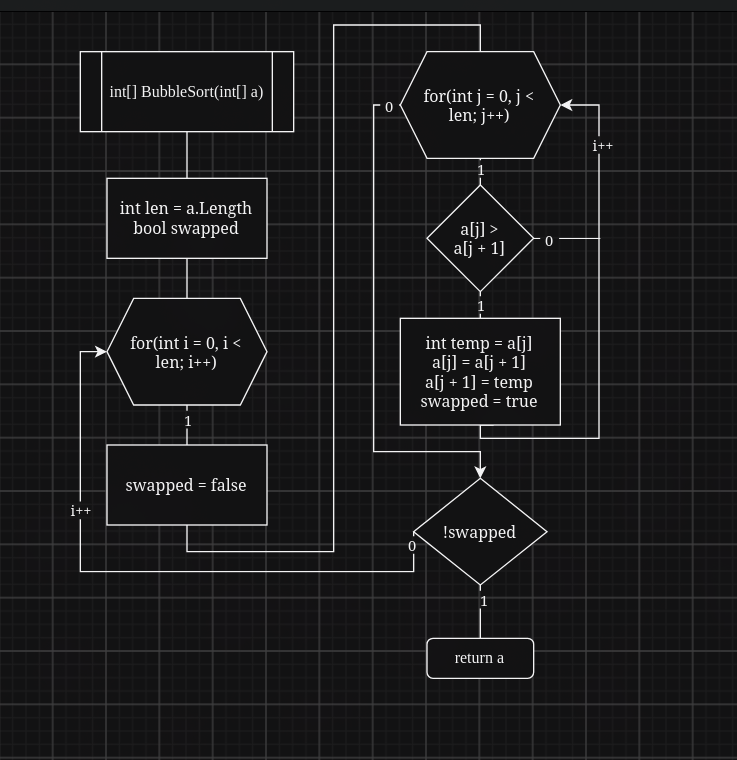 int[] BubbleSort(int[] a)
int len = a.Length
bool swapped
for(int i = 0, i <
len; i++)
1
swapped = false
i++
for(int j = 0, j <
len; j++)
0
i++
1
a[j] >
a[j + 1]
0
1
int temp = a[j]
a[j] = a[j + 1]
a[j + 1] = temp
swapped = true
!swapped
0
1
return a